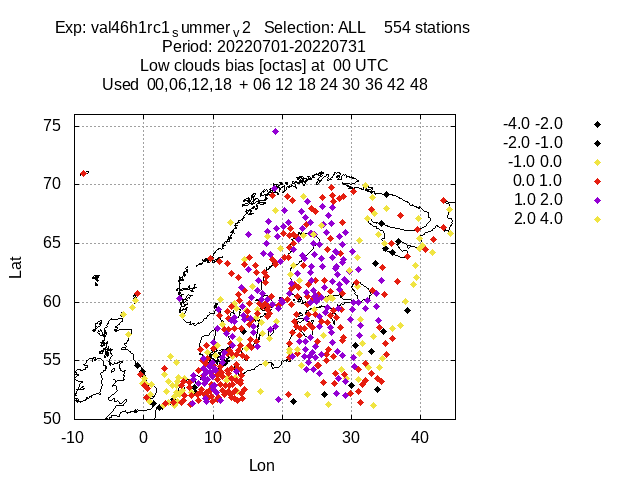 Exp: val46h1rc1summerv2 Selection: ALL 554 stations
Period: 20220701-20220731
Low clouds bias [octas] at 00 UTC
Used 00,06,12,18 + 06 12 18 24 30 36 42 48
-4.0 -2.0
-2.0 -1.0
-1.0 0.0
0.0 1.0
1.0 2.0
2.0 4.0
75
70
65
60
55
50
Lat
-10 0 10 20 30 40
Lon